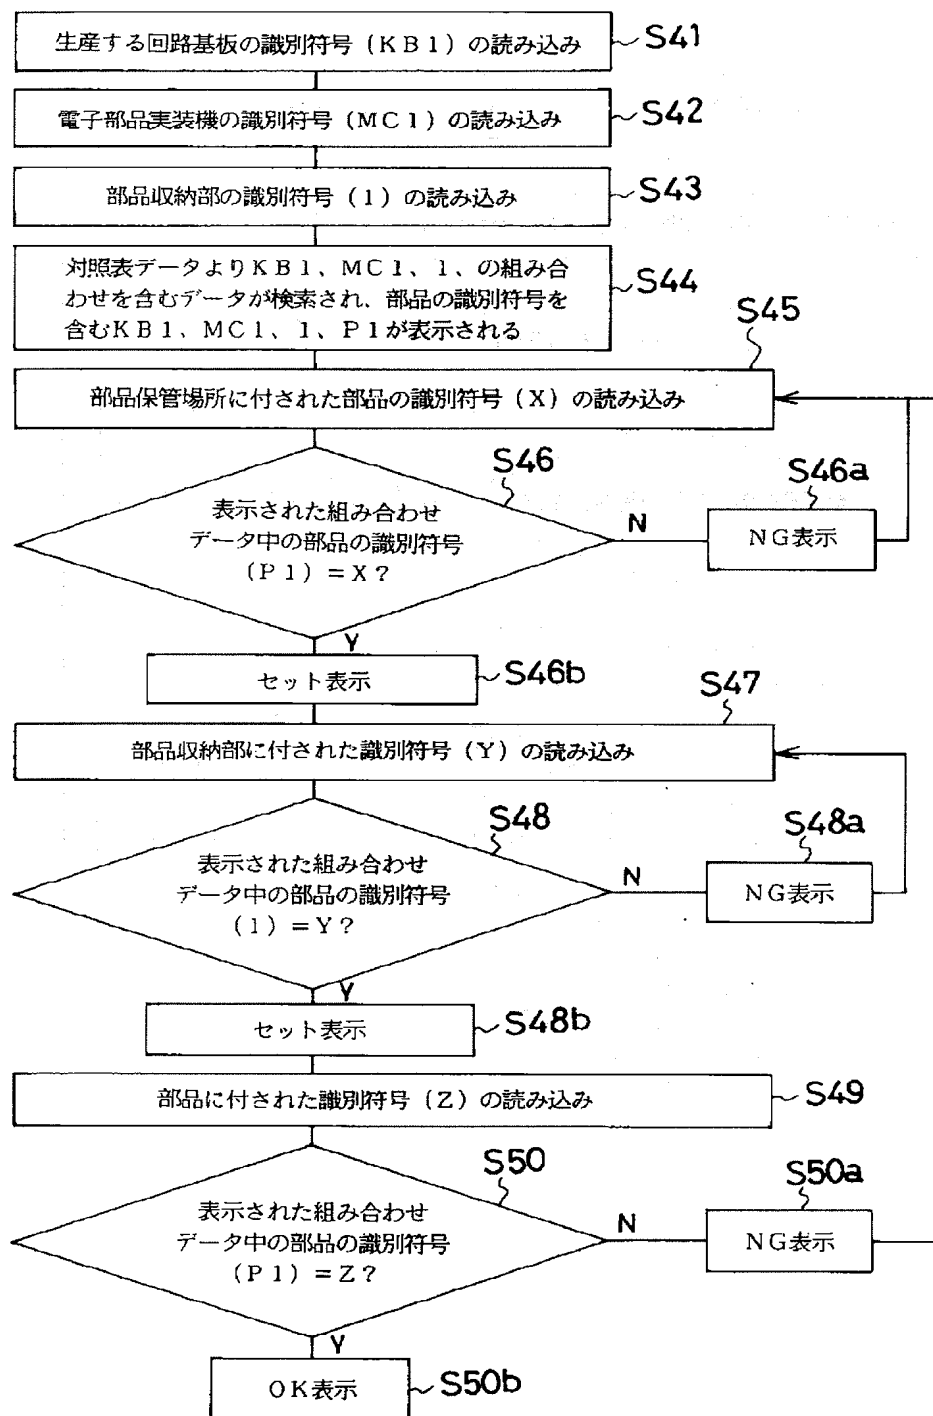 生産する回路基板の識別符号（KB1）の読み込み
S41
電子部品実装機の識別符号（MC1）の読み込み
S42
部品収納部の識別符号（1）の読み込み
S43
対照表データよりKB1、MC1、1、の組み合
わせを含むデータが検索され、部品の識別符号を
含むKB1、MC1、1、P1が表示される
S44
S45
部品保管場所に付された部品の識別符号（X）の読み込み
S46
表示された組み合わせ
データ中の部品の識別符号
（P1）＝X？
N
S46a
NG表示
Y
セット表示
S46b
S47
部品収納部に付された識別符号（Y）の読み込み
S48
表示された組み合わせ
データ中の部品の識別符号
（1）＝Y？
N
S48a
NG表示
Y
セット表示
S48b
部品に付された識別符号（Z）の読み込み
S49
S50
表示された組み合わせ
データ中の部品の識別符号
（P1）＝Z？
N
S50a
NG表示
Y
OK表示
S50b